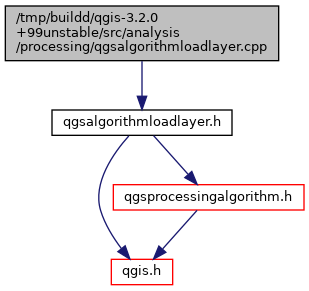 /tmp/buildd/qgis-3.2.0
+99unstable/src/analysis
/processing/qgsalgorithmloadlayer.cpp
qgsalgorithmloadlayer.h
qgsprocessingalgorithm.h
qgis.h